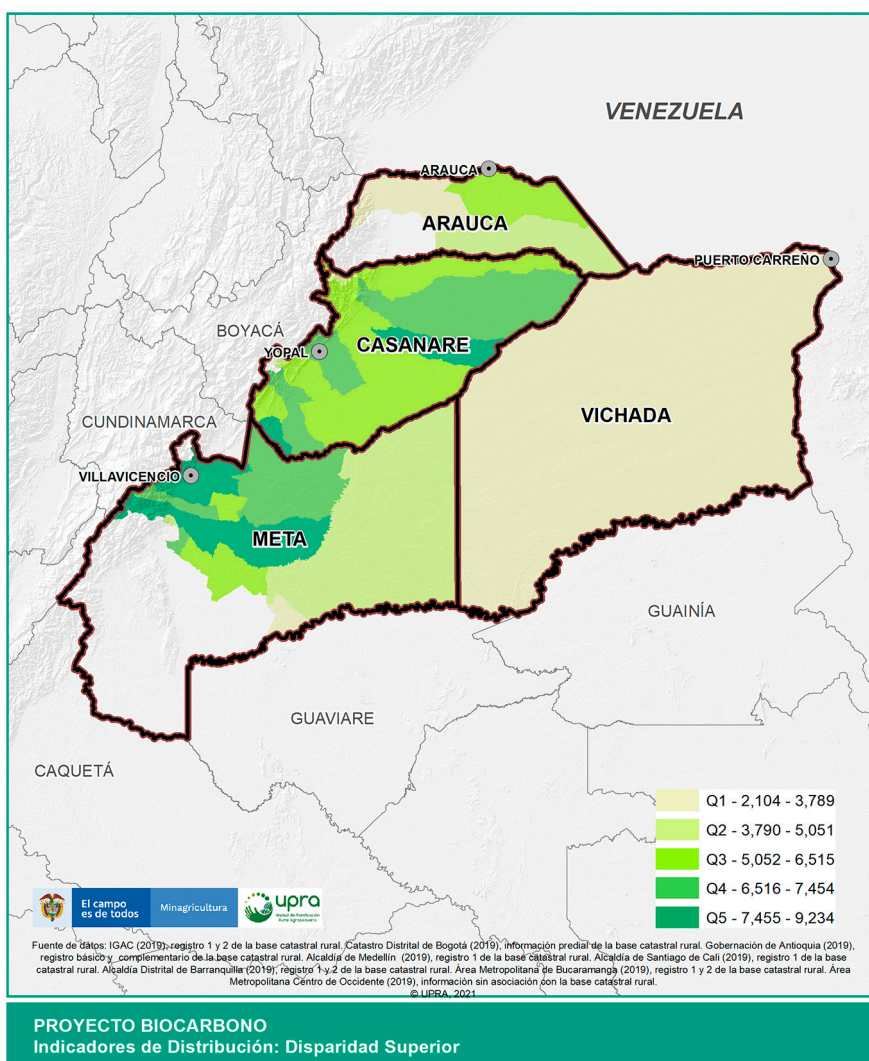 VENEZUELA
ARAUCA
ARAUCA
PUERTO CARREÑO
BOYACÁ
YOPAL
CASANARE
CUNDINAMARCA
VICHADA
VILLAVICENCIO
META
GUAINÍA
GUAVIARE
CAQUETÁ
Q1 - 2,104 - 3,789
Q2 - 3,790 - 5,051
Q3 - 5,052 - 6,515
Q4 - 6,516 - 7,454
Q5 - 7,455 - 9,234
El campo
es de todos
Minagricultura
upra
Unidad de Planificación
Rural Agropecuaria
Fuente de datos: IGAC (2019), registro 1 y 2 de la base catastral rural. Catastro Distrital de Bogotá (2019), información predial de la base catastral rural. Gobernación de Antioquia (2019),
registro básico y complementario de la base catastral rural. Alcaldía de Medellín (2019), registro 1 de la base catastral rural. Alcaldía de Santiago de Cali (2019), registro 1 de la base
catastral rural. Alcaldía Distrital de Barranquilla (2019), registro 1 y 2 de la base catastral rural. Área Metropolitana de Bucaramanga (2019), registro 1 y 2 de la base catastral rural. Área
Metropolitana Centro de Occidente (2019), información sin asociación con la base catastral rural.
© UPRA, 2021
PROYECTO BIOCARBONO
Indicadores de Distribución: Disparidad Superior